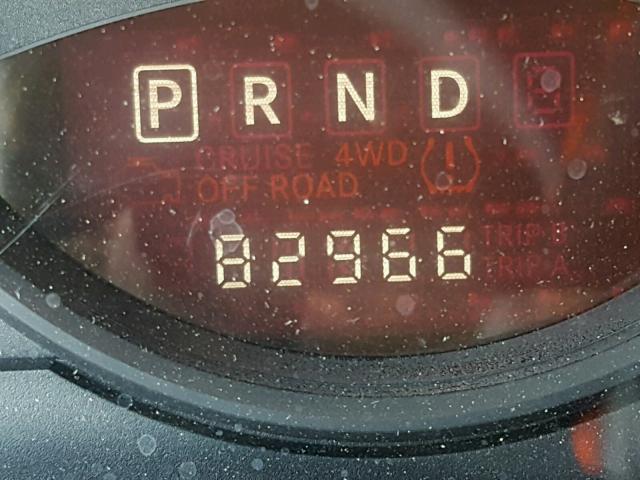 P R N D
CRUISE 4WD
OFF ROAD
TRIP B
82966
TRIP A